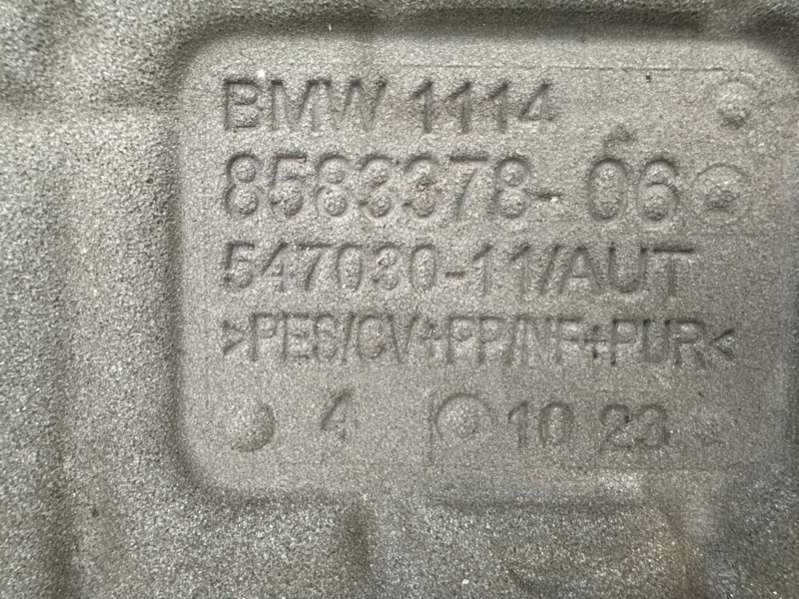 BMW 1114
8583378-06
547030-11/AUT
>PES/CV+PP/NF+PUR<
4 10 23